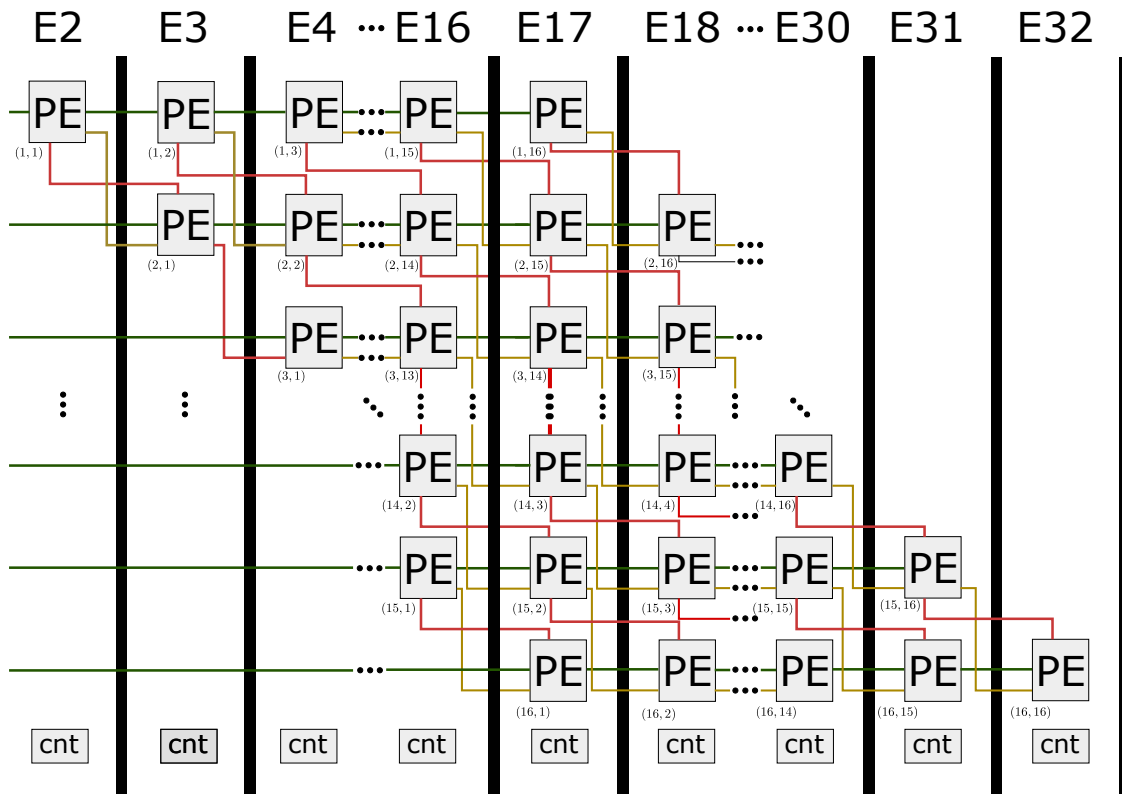 E2 E3 E4 ••• E16 E17 E18 ••• E30 E31 E32
PE PE PE ••• PE PE
(1, 1) (1, 2) (1, 3) (1, 15) (1, 16)
PE PE ••• PE PE PE •••
(2, 1) (2, 2) (2, 14) (2, 15) (2, 16) •••
PE ••• PE PE PE •••
(3, 1) (3, 13) (3, 14) (3, 15)
••• PE PE PE ••• PE
(14, 2) (14, 3) (14, 4) ••• (14, 16)
••• PE PE PE ••• PE PE
(15, 1) (15, 2) (15, 3) ••• (15, 15) (15, 16)
••• PE PE ••• PE PE PE
(16, 1) (16, 2) (16, 14) (16, 15) (16, 16)
cnt cnt cnt cnt cnt cnt cnt cnt cnt